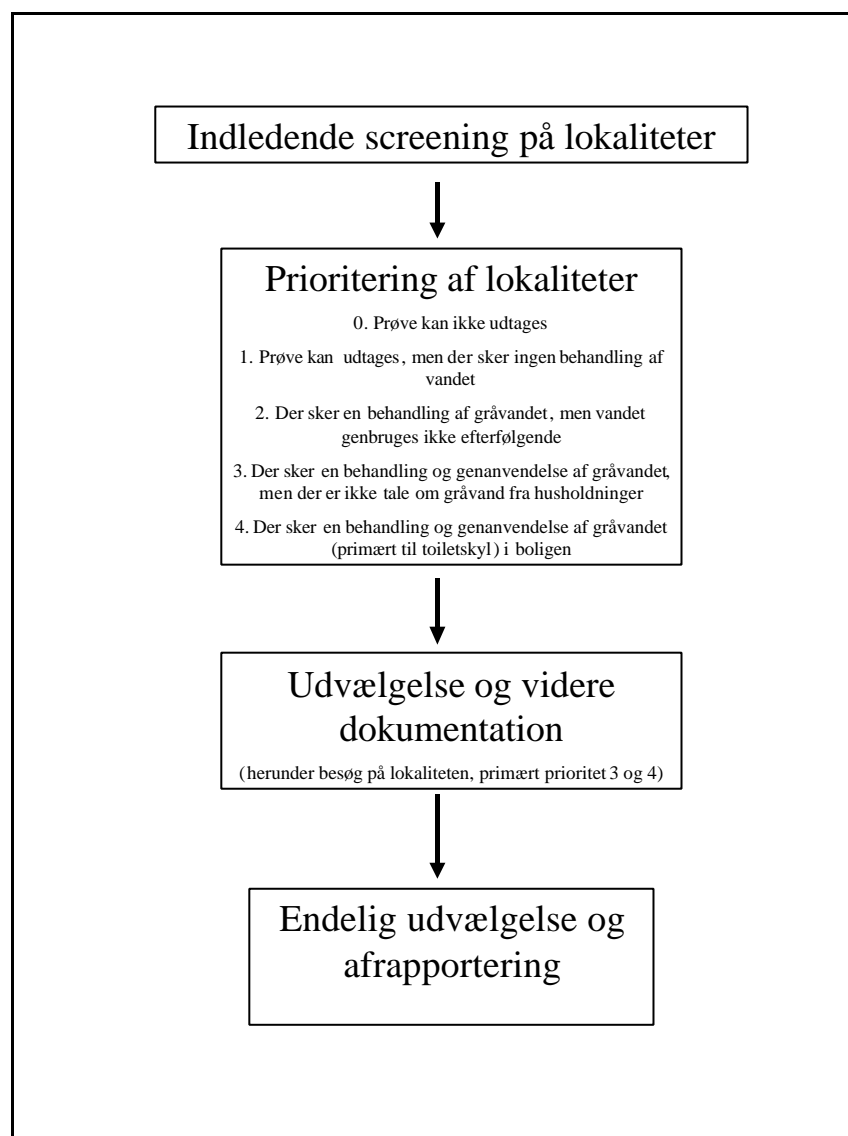 Indledende screening på lokaliteter
Prioritering af lokaliteter
0. Prøve kan ikke udtages
1. Prøve kan udtages, men der sker ingen behandling af
vandet
2. Der sker en behandling af gråvandet, men vandet
genbruges ikke efterfølgende
3. Der sker en behandling og genanvendelse af gråvandet,
men der er ikke tale om gråvand fra husholdninger
4. Der sker en behandling og genanvendelse af gråvandet
(primært til toiletskyl) i boligen
Udvælgelse og videre
dokumentation
(herunder besøg på lokaliteten, primært prioritet 3 og 4)
Endelig udvælgelse og
afrapportering